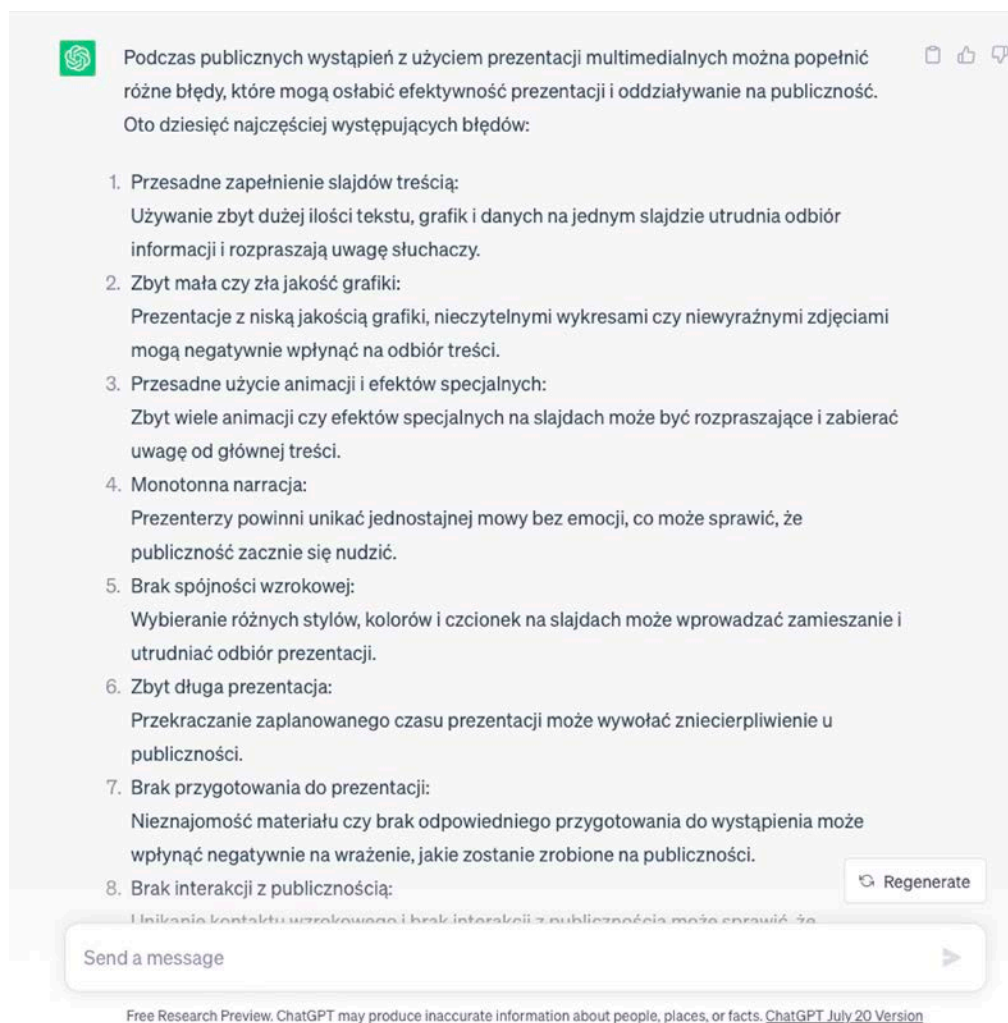 Podczas publicznych wystąpień z użyciem prezentacji multimedialnych można popełnić
różne błędy, które mogą osłabić efektywność prezentacji i oddziaływanie na publiczność.
Oto dziesięć najczęściej występujących błędów:
1. Przesadne zapełnienie slajdów treścią:
Używanie zbyt dużej ilości tekstu, grafik i danych na jednym slajdzie utrudnia odbiór
informacji i rozpraszają uwagę słuchaczy.
2. Zbyt mała czy zła jakość grafiki:
Prezentacje z niską jakością grafiki, nieczytelnymi wykresami czy niewyraźnymi zdjęciami
mogą negatywnie wpłynąć na odbiór treści.
3. Przesadne użycie animacji i efektów specjalnych:
Zbyt wiele animacji czy efektów specjalnych na slajdach może być rozpraszające i zabierać
uwagę od głównej treści.
4. Monotonna narracja:
Prezenterzy powinni unikać jednostajnej mowy bez emocji, co może sprawić, że
publiczność zacznie się nudzić.
5. Brak spójności wzrokowej:
Wybieranie różnych stylów, kolorów i czcionek na slajdach może wprowadzać zamieszanie i
utrudniać odbiór prezentacji.
6. Zbyt długa prezentacja:
Przekraczanie zaplanowanego czasu prezentacji może wywołać zniecierpliwienie u
publiczności.
7. Brak przygotowania do prezentacji:
Nieznajomość materiału czy brak odpowiedniego przygotowania do wystąpienia może
wpłynąć negatywnie na wrażenie, jakie zostanie zrobione na publiczności.
8. Brak interakcji z publicznością:
Unikanie kontaktu wzrokowego i brak interakcji z publicznością może sprawić, że
Regenerate
Send a message
Free Research Preview. ChatGPT may produce inaccurate information about people, places, or facts. ChatGPT July 20 Version